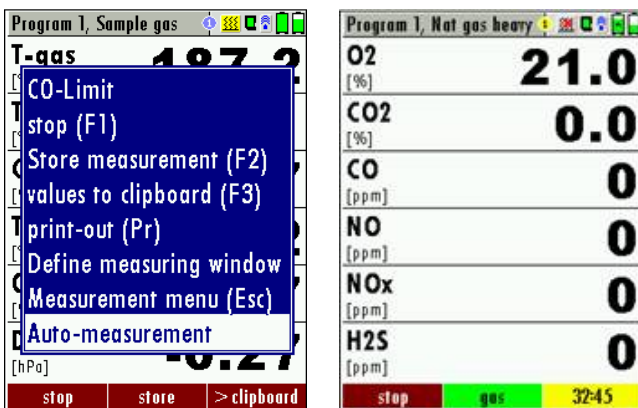 Program 1, Sample gas
T-gas
187.2
CO-Limit
stop (F1)
Store measurement (F2)
values to clipboard (F3)
print-out (Pr)
Define measuring window
Measurement menu (Esc)
Auto-measurement
-0.27
[hPa]
stop store >clipboard
Program 1, Nat gas heavy
O2
[%]
21.0
CO2
[%]
0.0
CO
[ppm]
0
NO
[ppm]
0
NOx
[ppm]
0
H2S
[ppm]
0
stop gas 32:45